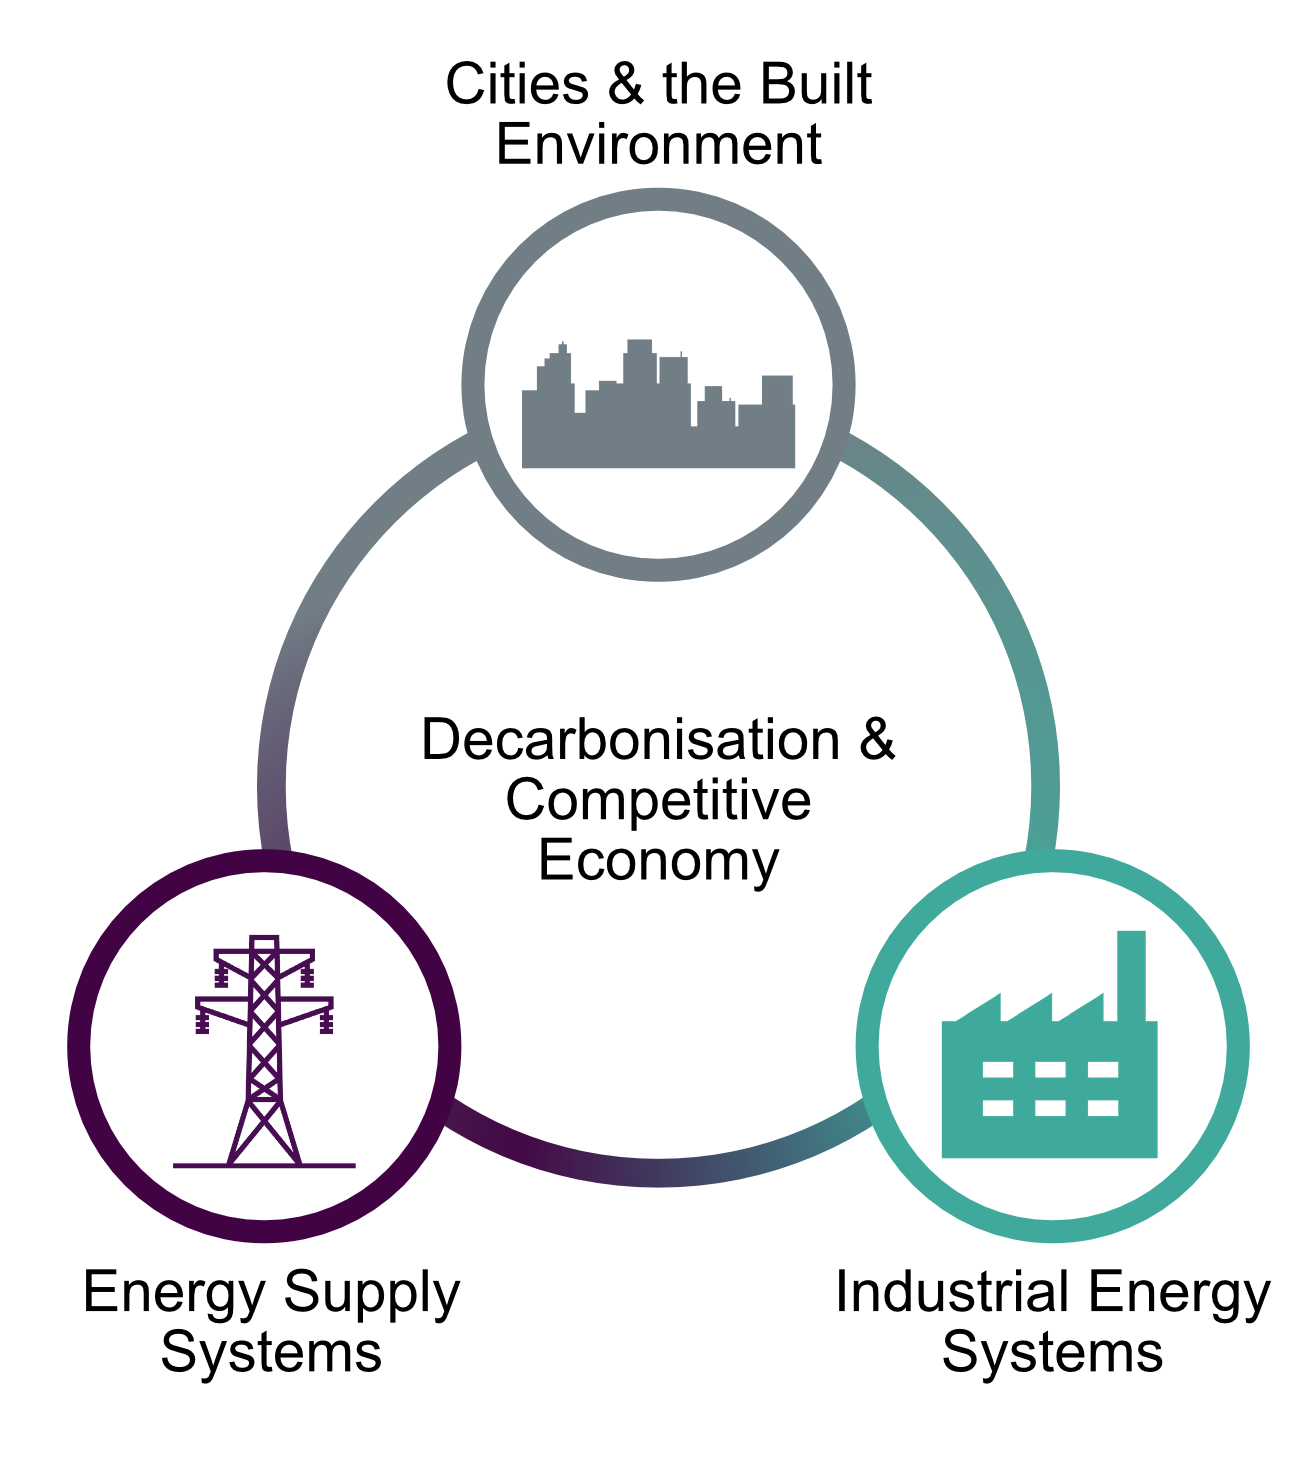 Cities & the Built
Environment
Decarbonisation &
Competitive
Economy
Energy Supply
Systems
Industrial Energy
Systems